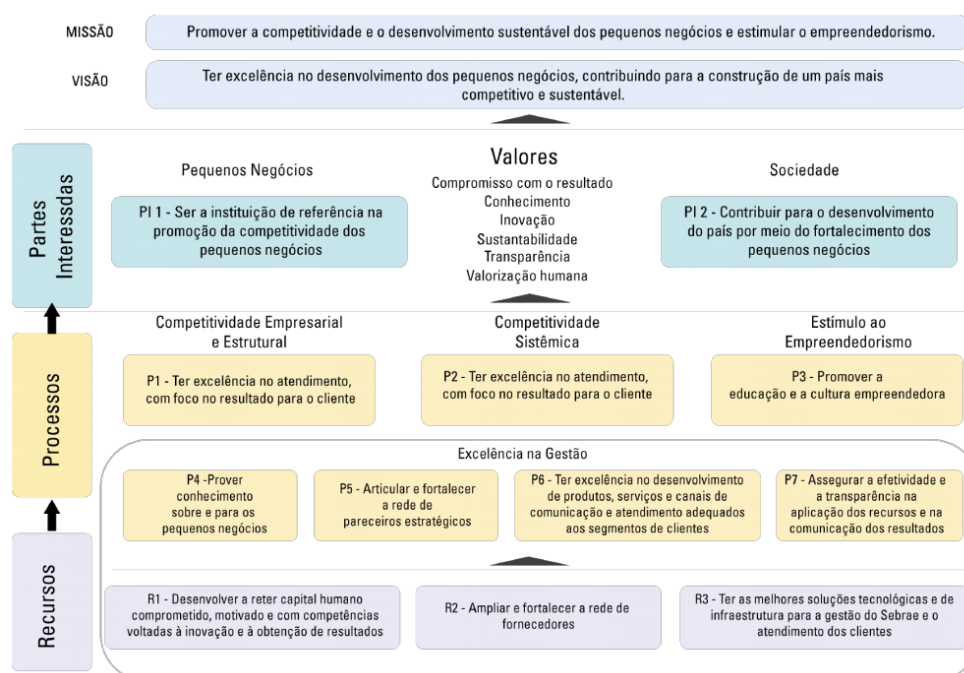 MISSÃO
Promover a competitividade e o desenvolvimento sustentável dos pequenos negócios e estimular o empreendedorismo.
VISÃO
Ter excelência no desenvolvimento dos pequenos negócios, contribuindo para a construção de um país mais
competitivo e sustentável.
Partes
Interessdas
Pequenos Negócios
PI 1 - Ser a instituição de referência na
promoção da competitividade dos
pequenos negócios
Valores
Compromisso com o resultado
Conhecimento
Inovação
Sustantabilidade
Transparência
Valorização humana
Sociedade
PI 2 - Contribuir para o desenvolvimento
do país por meio do fortalecimento dos
pequenos negócios
Processos
Competitividade Empresarial
e Estrutural
P1 - Ter excelência no atendimento,
com foco no resultado para o cliente
Competitividade
Sistêmica
P2 - Ter excelência no atendimento,
com foco no resultado para o cliente
Estímulo ao
Empreendedorismo
P3 - Promover a
educação e a cultura empreendedora
Excelência na Gestão
P4 -Prover
conhecimento
sobre e para os
pequenos negócios
P5 - Articular e fortalecer
a rede de
pareceiros estratégicos
P6 - Ter excelência no desenvolvimento
de produtos, serviços e canais de
comunicação e atendimento adequados
aos segmentos de clientes
P7 - Assegurar a efetividade e
a transparência na
aplicação dos recursos e na
comunicação dos resultados
Recursos
R1 - Desenvolver a reter capital humano
comprometido, motivado e com competências
voltadas à inovação e à obtenção de resultados
R2 - Ampliar e fortalecer a rede de
fornecedores
R3 - Ter as melhores soluções tecnológicas e de
infraestrutura para a gestão do Sebrae e o
atendimento dos clientes